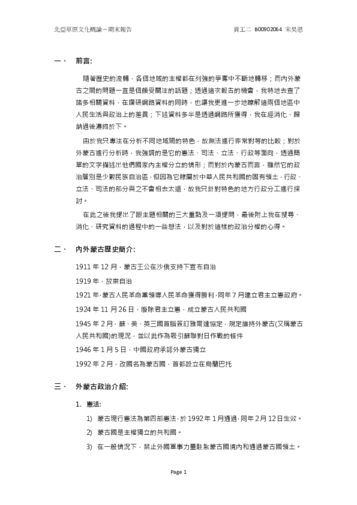 北亞草原文化概論－期末報告 資工二 B00902064 宋昊恩
一、 前言:
隨著歷史的流轉，各個地域的主權都在列強的爭奪中不斷地轉移；而內外蒙
古之間的問題一直是個頗受關注的話題；透過這次報告的機會，我特地去查了
諸多相關資料，在鑽研網路資料的同時，也讓我更進一步地瞭解這兩個地區中
人民生活與政治上的差異；下述資料多半是透過網路所獲得，我在經消化、歸
納過後濃縮於下。
由於我只專注在分析不同地域間的特色，故無法進行非常對等的比較；對於
外蒙古進行分析時，我強調的是它的憲法、司法、立法、行政等面向，透過簡
單的文字描述出他們國家內主權分立的情形；而對於內蒙古而言，雖然它的政
治層別是少數民族自治區，但因為它隸屬於中華人民共和國的固有領土，行政、
立法、司法的部分與之不會相去太遠，故我只針對特色的地方行政分工進行探
討。
在此之後我提出了跟主題相關的三大重點及一項提問，最後附上我在搜尋、
消化、研究資料的過程中的一些想法，以及對於這樣的政治分權的心得。
二、 內外蒙古歷史簡介:
1911 年 12 月，蒙古王公在沙俄支持下宣布自治
1919 年，放棄自治
1921 年，蒙古人民革命黨領導人民革命獲得勝利，同年 7 月建立君主立憲政府。
1924 年 11 月 26 日，廢除君主立憲，成立蒙古人民共和國
1945 年 2 月，蘇、美、英三國首腦簽訂雅爾達協定，規定維持外蒙古(又稱蒙古
人民共和國)的現況，並以此作為吸引蘇聯對日作戰的條件
1946 年 1 月 5 日，中國政府承認外蒙古獨立
1992 年 2 月，改國名為蒙古國，首都設立在烏蘭巴托
三、 外蒙古政治介紹:
1. 憲法:
1) 蒙古現行憲法為第四部憲法，於 1992 年 1 月通過，同年 2 月 12 日生效。
2) 蒙古國是主權獨立的共和國。
3) 在一般情況下，禁止外國軍事力量駐紮蒙古國境內和通過蒙古國領土。
Page 1